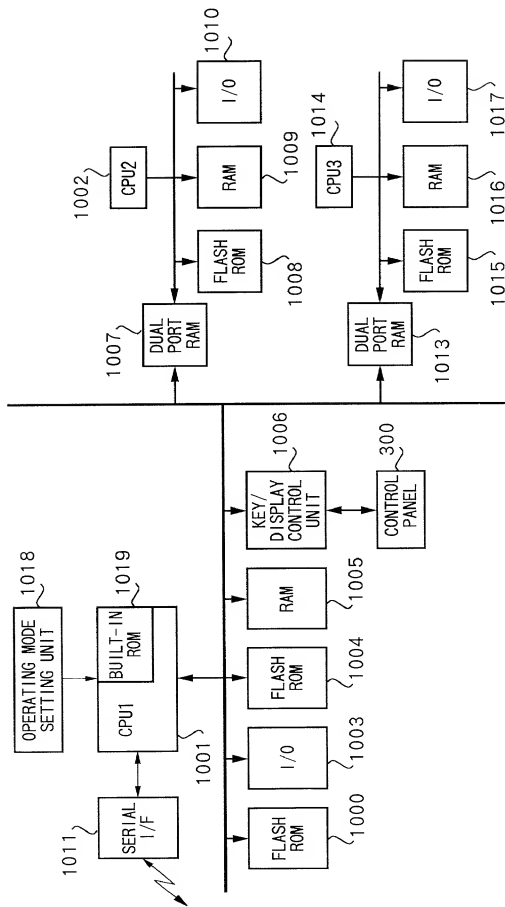 1018
OPERATING MODE
SETTING UNIT
1011
SERIAL
I/F
CPU1
BUILT-IN
ROM
1019
1001
1000
FLASH
ROM
1003
I/O
1004
FLASH
ROM
1005
RAM
1006
KEY/
DISPLAY
CONTROL
UNIT
300
CONTROL
PANEL
1002
CPU2
1007
DUAL
PORT
RAM
1008
FLASH
ROM
1009
RAM
1010
I/O
1014
CPU3
1013
DUAL
PORT
RAM
1015
FLASH
ROM
1016
RAM
1017
I/O